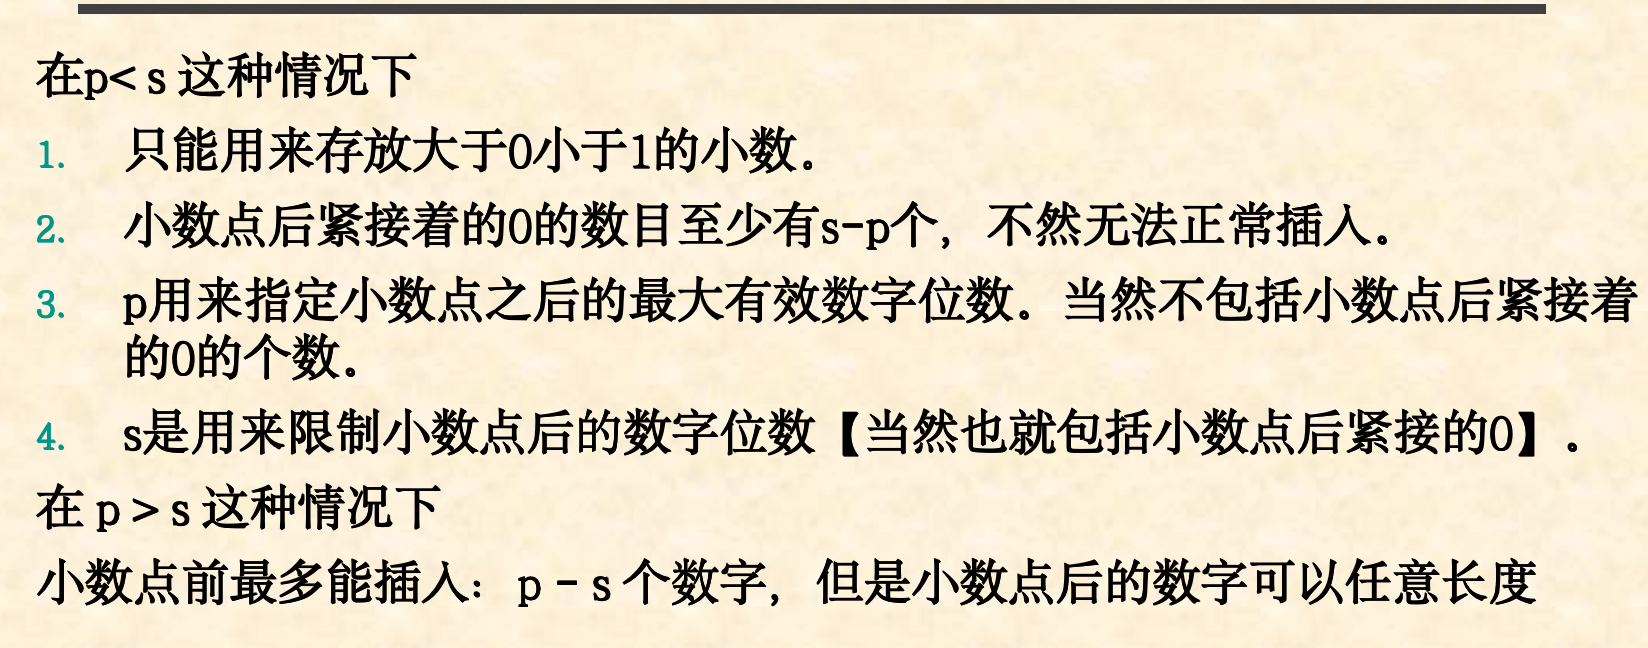 在p< s 这种情况下
1. 只能用来存放大于0小于1的小数.
2. 小数点后紧接着的0的数目至少有s-p个，不然无法正常插入。
3. p用来指定小数点之后的最大有效数字位数．当然不包括小数点后紧接着
的0的个数。
4. s是用来限制小数点后的数字位数【当然也就包括小数点后紧接的0】.
在 p > s 这种情况下
小数点前最多能插入： p - s 个数字，但是小数点后的数字可以任意长度